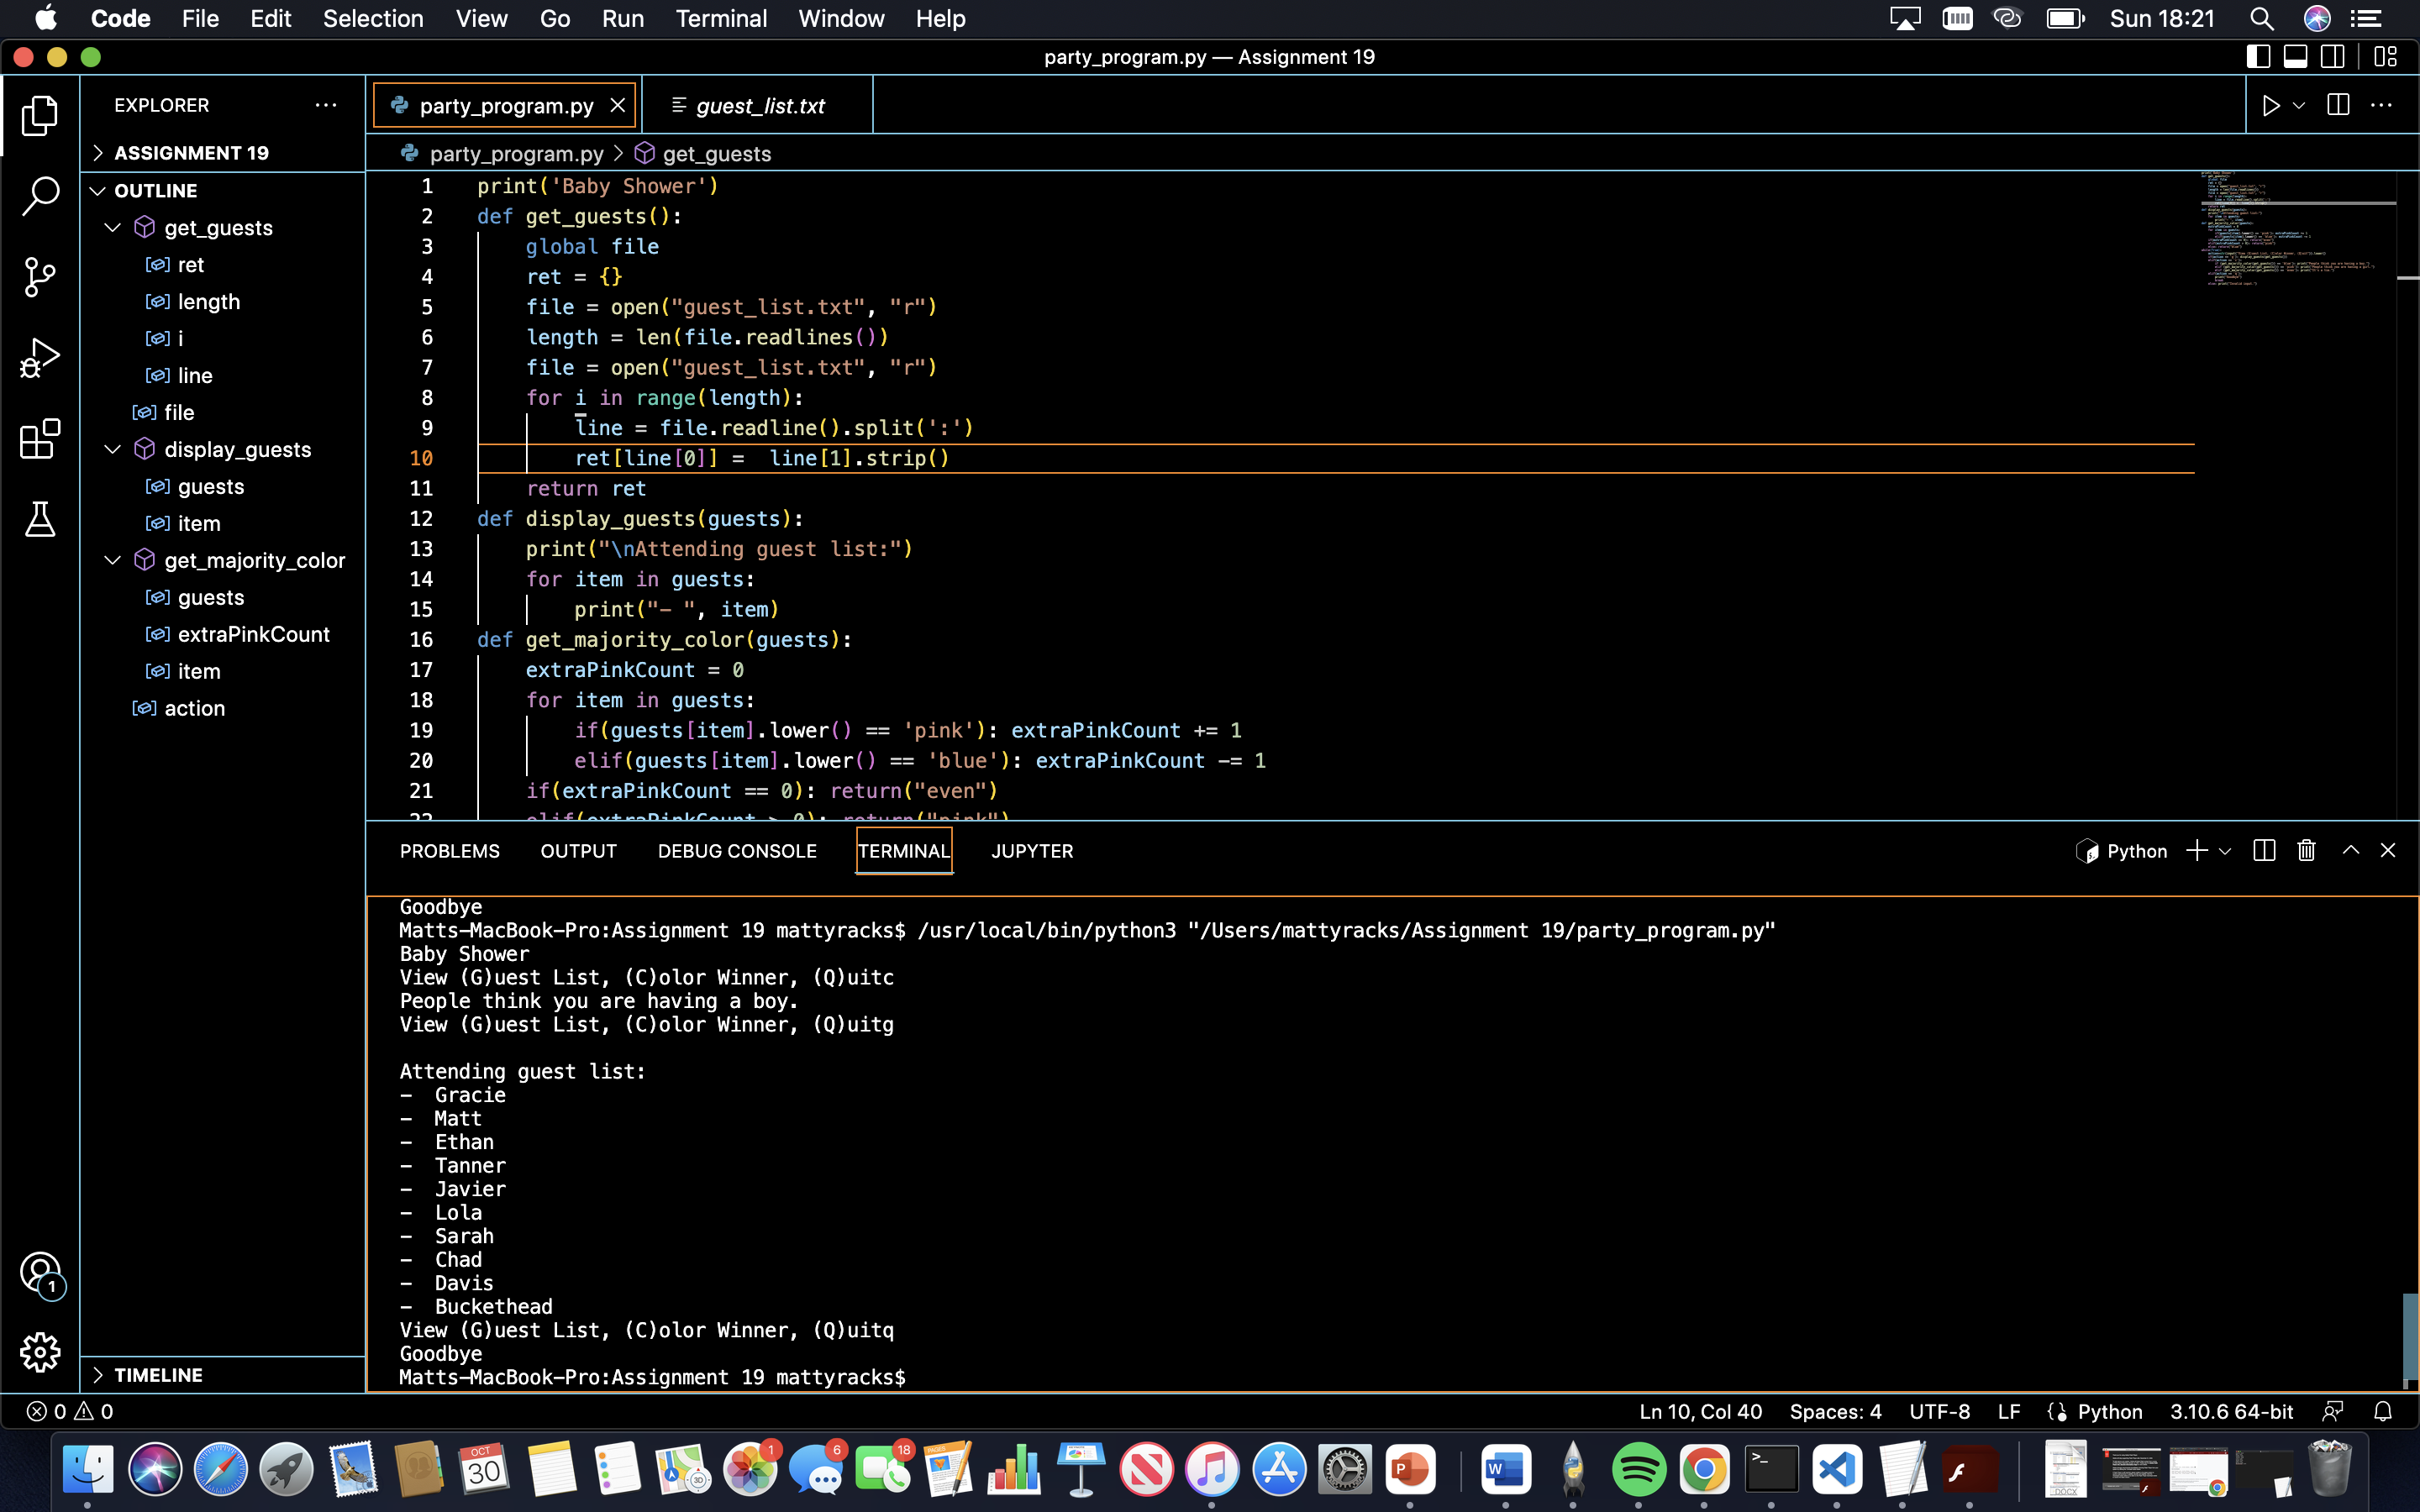 Code File Edit Selection View Go Run Terminal Window Help Sun 18:21
party_program.py — Assignment 19
EXPLORER
ASSIGNMENT 19
OUTLINE
get_guests
ret
length
i
line
file
display_guests
guests
item
get_majority_color
guests
extraPinkCount
item
action
TIMELINE
party_program.py guest_list.txt
party_program.py > get_guests
1 print('Baby Shower')
2 def get_guests():
3 global file
4 ret = {}
5 file = open("guest_list.txt", "r")
6 length = len(file.readlines())
7 file = open("guest_list.txt", "r")
8 for i in range(length):
9 line = file.readline().split(':')
10 ret[line[0]] =  line[1].strip()
11 return ret
12 def display_guests(guests):
13 print("\nAttending guest list:")
14 for item in guests:
15 print("- ", item)
16 def get_majority_color(guests):
17 extraPinkCount = 0
18 for item in guests:
19 if(guests[item].lower() == 'pink'): extraPinkCount += 1
20 elif(guests[item].lower() == 'blue'): extraPinkCount -= 1
21 if(extraPinkCount == 0): return("even")
22 elif(extraPinkCount > 0): return("pink")
PROBLEMS OUTPUT DEBUG CONSOLE TERMINAL JUPYTER Python
Goodbye
Matts-MacBook-Pro:Assignment 19 mattyracks$ /usr/local/bin/python3 "/Users/mattyracks/Assignment 19/party_program.py"
Baby Shower
View (G)uest List, (C)olor Winner, (Q)uitc
People think you are having a boy.
View (G)uest List, (C)olor Winner, (Q)uitg
Attending guest list:
-  Gracie
-  Matt
-  Ethan
-  Tanner
-  Javier
-  Lola
-  Sarah
-  Chad
-  Davis
-  Buckethead
View (G)uest List, (C)olor Winner, (Q)uitq
Goodbye
Matts-MacBook-Pro:Assignment 19 mattyracks$
1
0 0 Ln 10, Col 40 Spaces: 4 UTF-8 LF Python 3.10.6 64-bit
OCT
30
3D
1
6
18
PAGES
P
W
DOCX